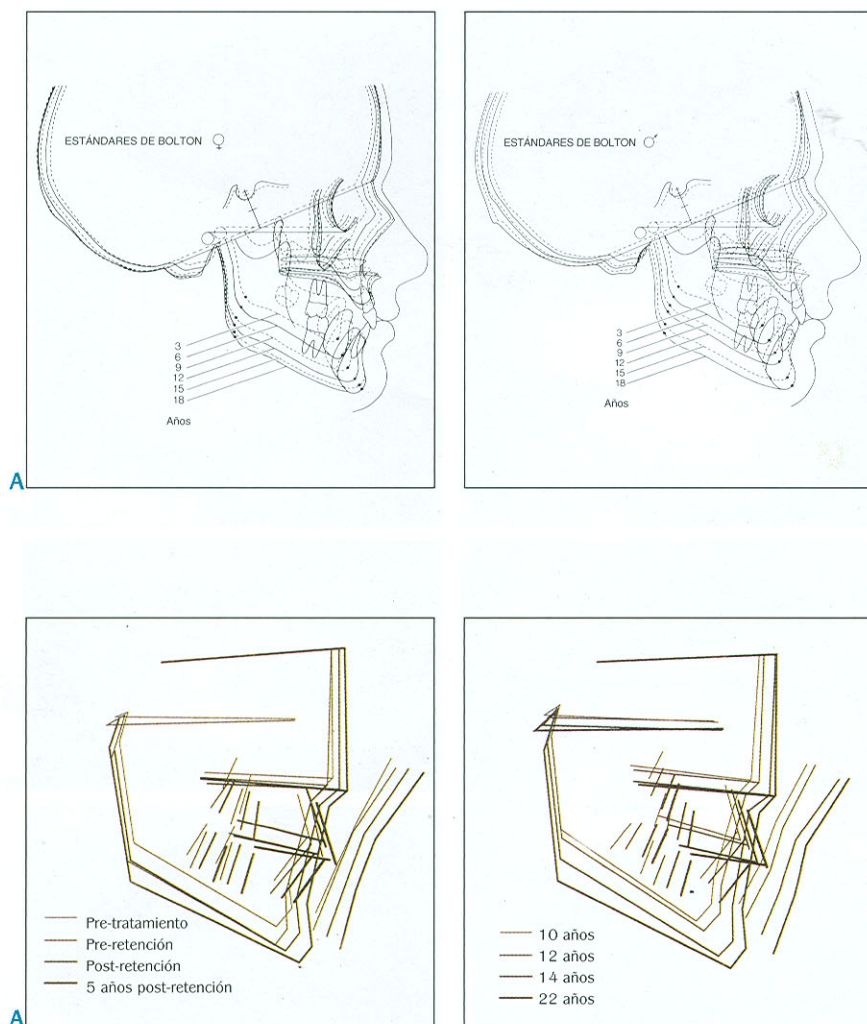 ESTÁNDARES DE BOLTON ♀
3
6
9
12
15
18
Años
A
ESTÁNDARES DE BOLTON ♂
3
6
9
12
15
18
Años
Pre-tratamiento
Pre-retención
Post-retención
5 años post-retención
A
10 años
12 años
14 años
22 años